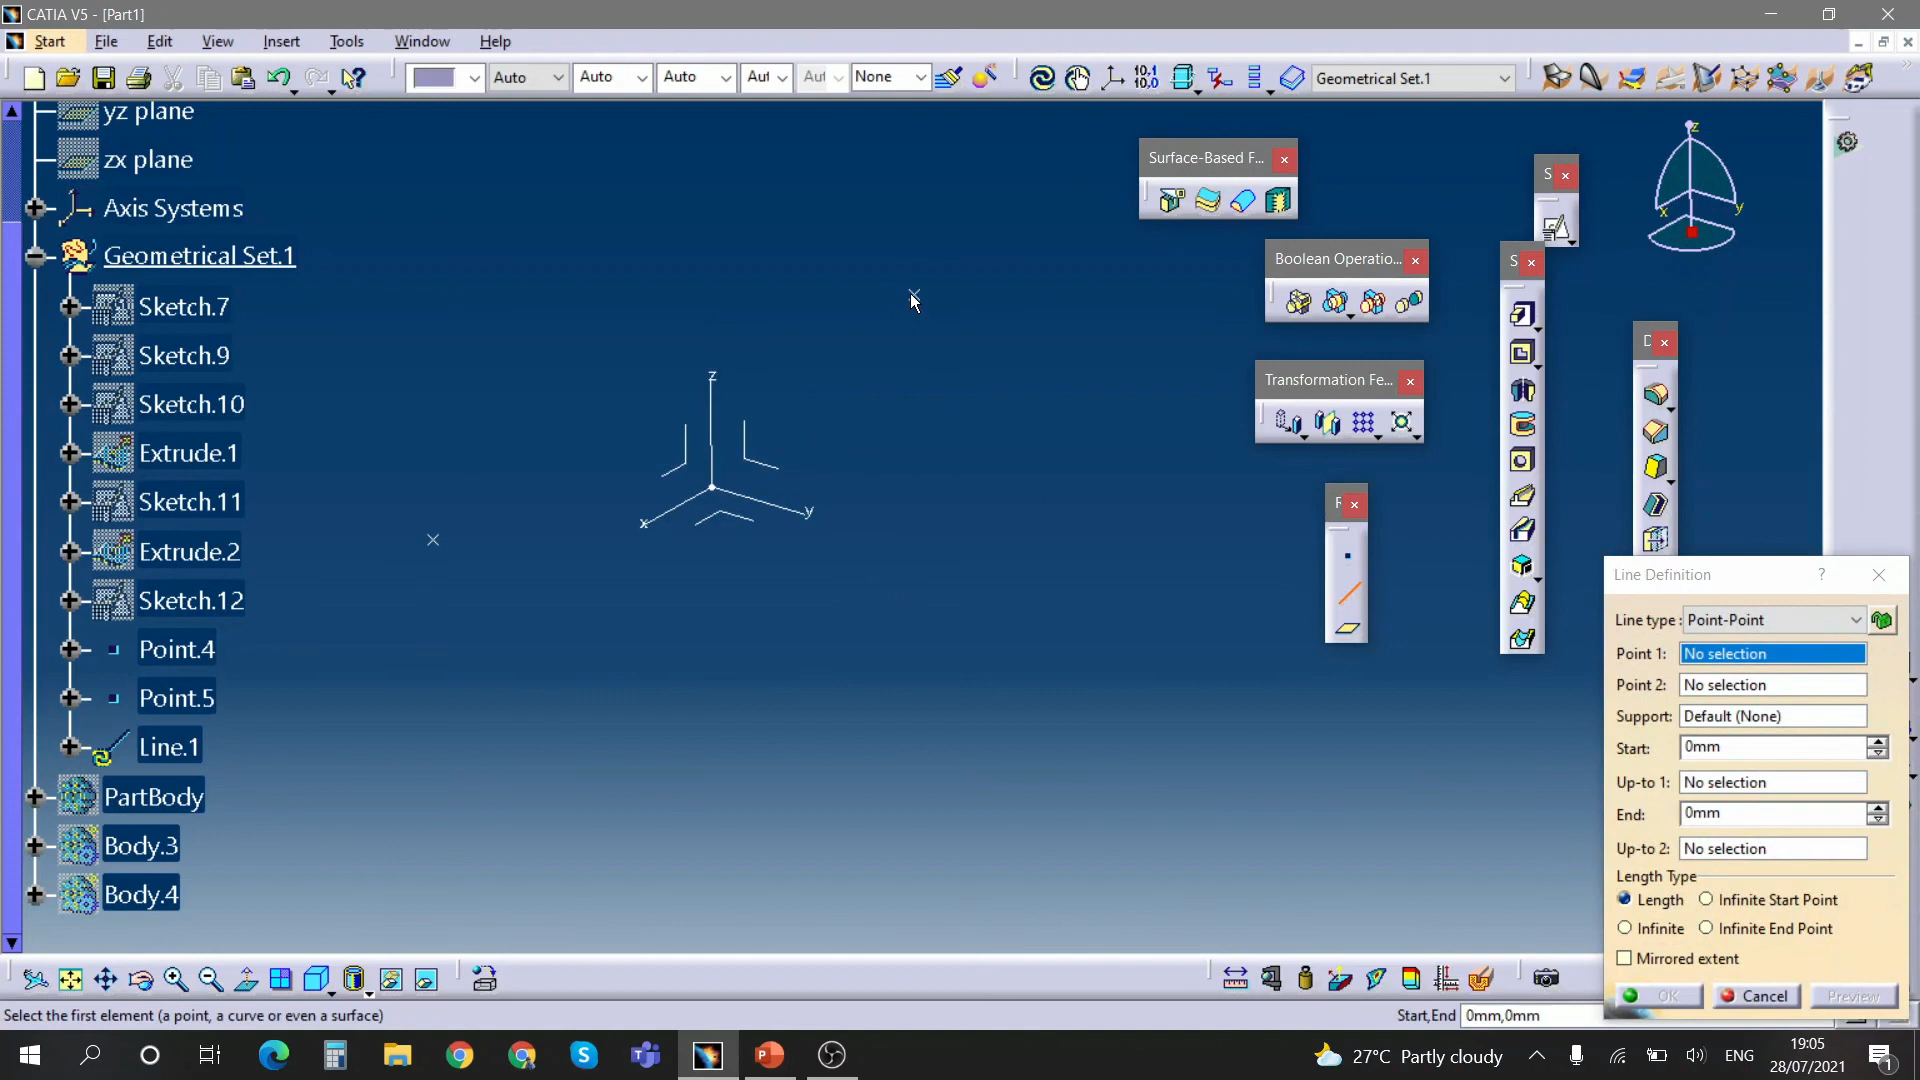 CATIA V5 - [Part1]
Start File Edit View Insert Tools Window Help
Auto Auto Auto Aut Aut None 10,1 10,0 Geometrical Set.1
yz plane
zx plane
Axis Systems
Geometrical Set.1
Sketch.7
Sketch.9
Sketch.10
Extrude.1
Sketch.11
Extrude.2
Sketch.12
Point.4
Point.5
Line.1
PartBody
Body.3
Body.4
z
x
y
Surface-Based F...
S
z
x
y
Boolean Operatio...
S
Transformation Fe...
R
Line Definition ?
Line type : Point-Point
Point 1: No selection
Point 2: No selection
Support: Default (None)
Start: 0mm
Up-to 1: No selection
End: 0mm
Up-to 2: No selection
Length Type
Length Infinite Start Point
Infinite Infinite End Point
Mirrored extent
OK Cancel Preview
Select the first element (a point, a curve or even a surface)
Start,End 0mm,0mm
27°C Partly cloudy
ENG
19:05
28/07/2021
1